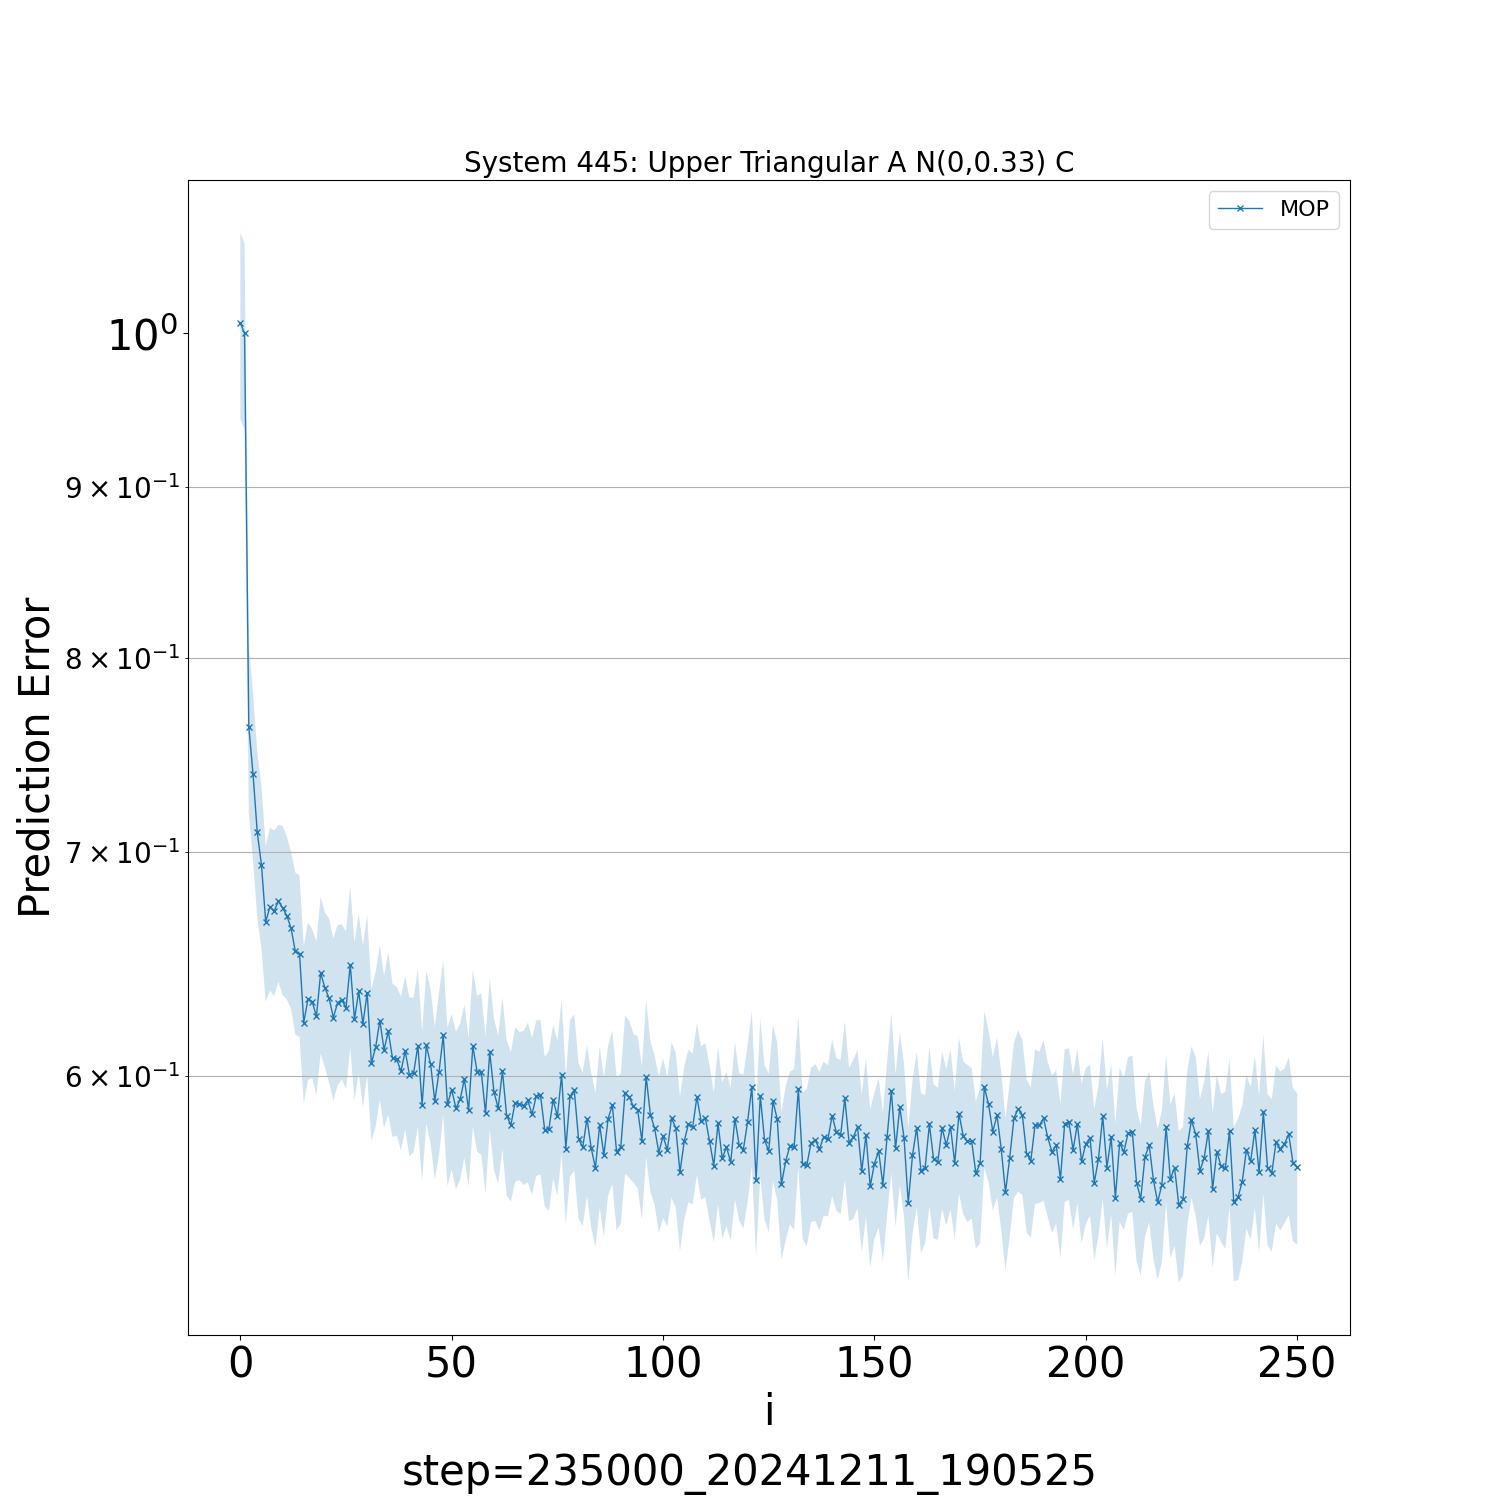 System 445: Upper Triangular A N(0,0.33) C
MOP
10⁰
9 × 10⁻¹
8 × 10⁻¹
7 × 10⁻¹
6 × 10⁻¹
Prediction Error
0 50 100 150 200 250
i
step=235000_20241211_190525